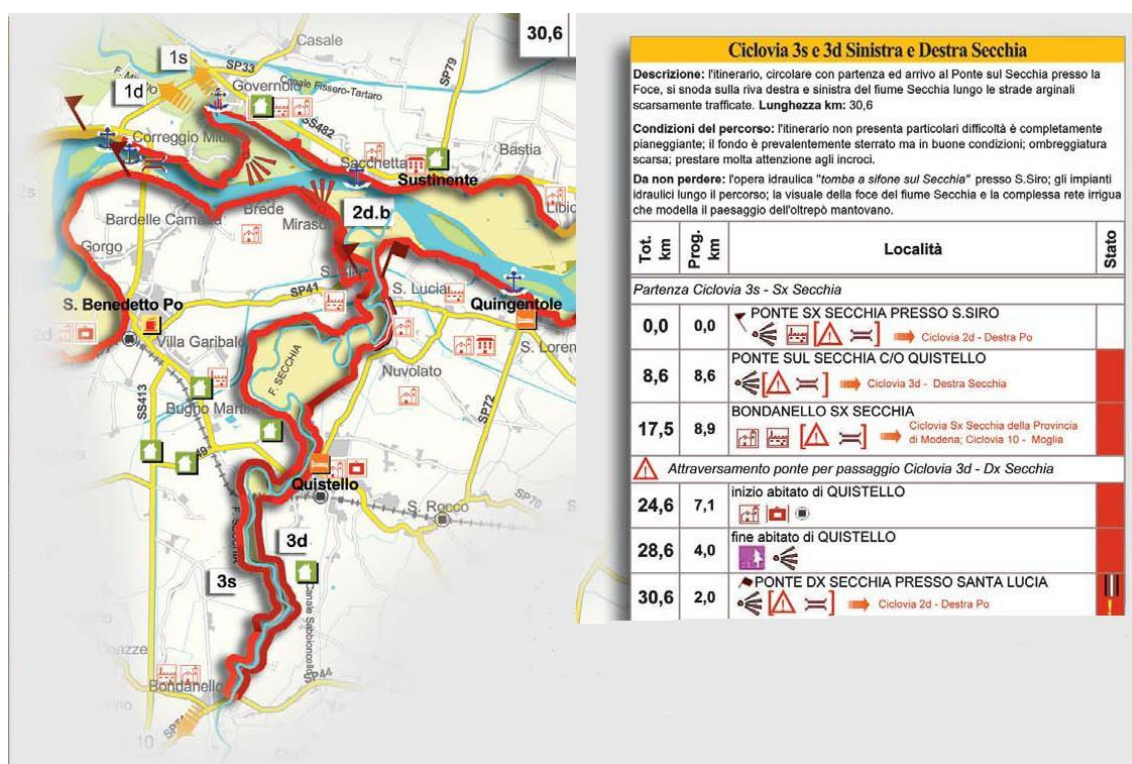 30,6
Casale
1s
SP33
SP79
1d
Governolo
Canale Fissero-Tartaro
SS482
Correggio Mic
Bastia
Sacchetta
Sustinente
2d.b
Brede
Libio
Bardelle Camatta
Mirasole
Gorgo
S. Lucia
SP41
S. Benedetto Po
Quingentole
Villa Garibaldi
S. Loren
F. SECCHIA
Nuvolato
SS413
SP72
Bugno Martino
49
Quistello
SP70
S. Rocco
F. SECCHIA
3d
3s
Canale Sabbioncello
Bondanello
SP44
10
Ciclovia 3s e 3d Sinistra e Destra Secchia
Descrizione: l'itinerario, circolare con partenza ed arrivo al Ponte sul Secchia presso la
Foce, si snoda sulla riva destra e sinistra del fiume Secchia lungo le strade arginali
scarsamente trafficate. Lunghezza km: 30,6
Condizioni del percorso: l'itinerario non presenta particolari difficoltà è completamente
pianeggiante; il fondo è prevalentemente sterrato ma in buone condizioni; ombreggiatura
scarsa; prestare molta attenzione agli incroci.
Da non perdere: l'opera idraulica "tomba a sifone sul Secchia" presso S.Siro; gli impianti
idraulici lungo il percorso; la visuale della foce del fiume Secchia e la complessa rete irrigua
che modella il paesaggio dell'oltrepò mantovano.
Tot. km Prog. km Località Stato
Partenza Ciclovia 3s - Sx Secchia
0,0 0,0 PONTE SX SECCHIA PRESSO S.SIRO
Ciclovia 2d - Destra Po
8,6 8,6 PONTE SUL SECCHIA C/O QUISTELLO
Ciclovia 3d - Destra Secchia
17,5 8,9 BONDANELLO SX SECCHIA
Ciclovia Sx Secchia della Provincia
di Modena; Ciclovia 10 - Moglia
Attraversamento ponte per passaggio Ciclovia 3d - Dx Secchia
24,6 7,1 inizio abitato di QUISTELLO
28,6 4,0 fine abitato di QUISTELLO
30,6 2,0 PONTE DX SECCHIA PRESSO SANTA LUCIA
Ciclovia 2d - Destra Po